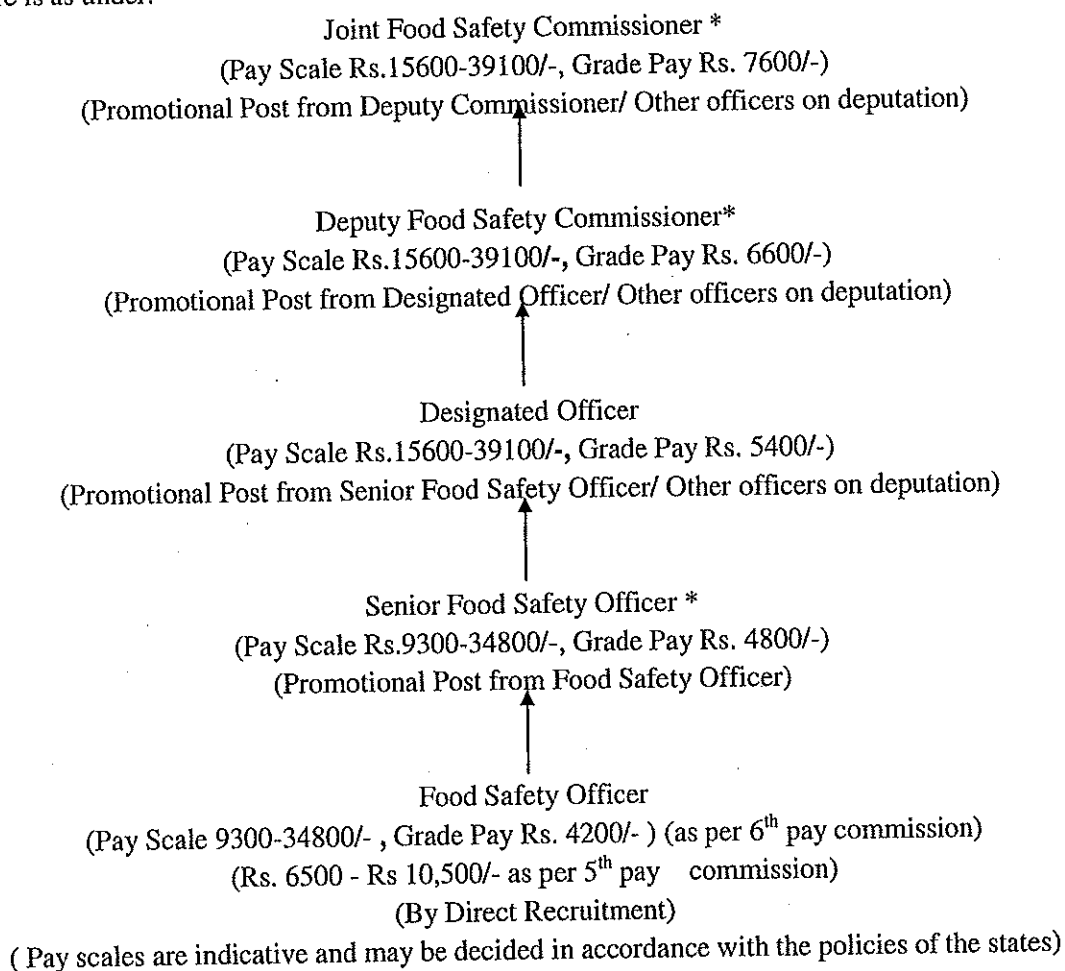 is as under:
Joint Food Safety Commissioner *
(Pay Scale Rs.15600-39100/-, Grade Pay Rs. 7600/-)
(Promotional Post from Deputy Commissioner/ Other officers on deputation)
Deputy Food Safety Commissioner*
(Pay Scale Rs.15600-39100/-, Grade Pay Rs. 6600/-)
(Promotional Post from Designated Officer/ Other officers on deputation)
Designated Officer
(Pay Scale Rs.15600-39100/-, Grade Pay Rs. 5400/-)
(Promotional Post from Senior Food Safety Officer/ Other officers on deputation)
Senior Food Safety Officer *
(Pay Scale Rs.9300-34800/-, Grade Pay Rs. 4800/-)
(Promotional Post from Food Safety Officer)
Food Safety Officer
(Pay Scale 9300-34800/- , Grade Pay Rs. 4200/- ) (as per 6th pay commission)
(Rs. 6500 - Rs 10,500/- as per 5th pay commission)
(By Direct Recruitment)
( Pay scales are indicative and may be decided in accordance with the policies of the states)